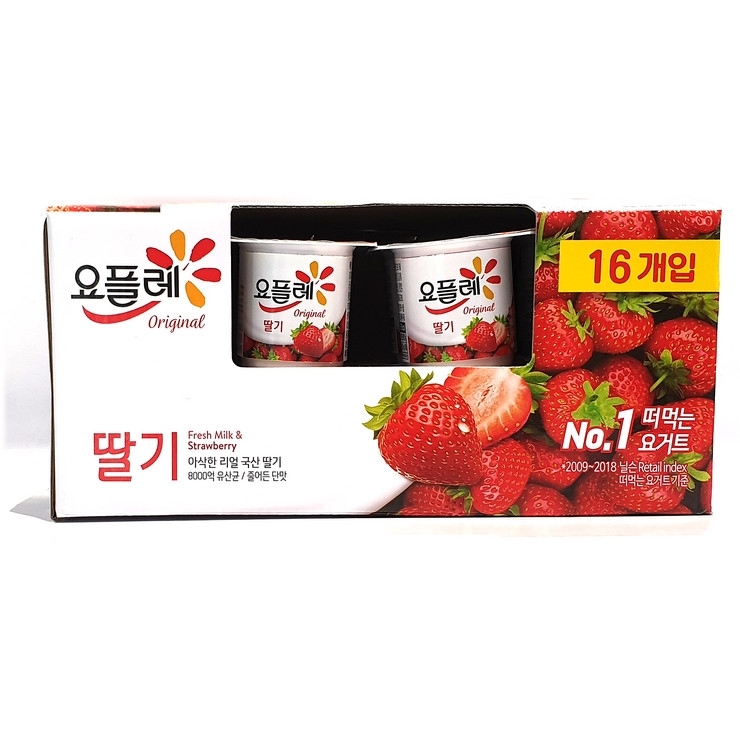 요플레
Original
딸기
Fresh Milk &
Strawberry
아삭한 리얼 국산 딸기
8000억 유산균 / 줄어든 단맛
요플레
Original
딸기
요플레
Original
딸기
16개입
No.1 떠먹는
요거트
*2009~2018 닐슨 Retail index
떠먹는 요거트 기준